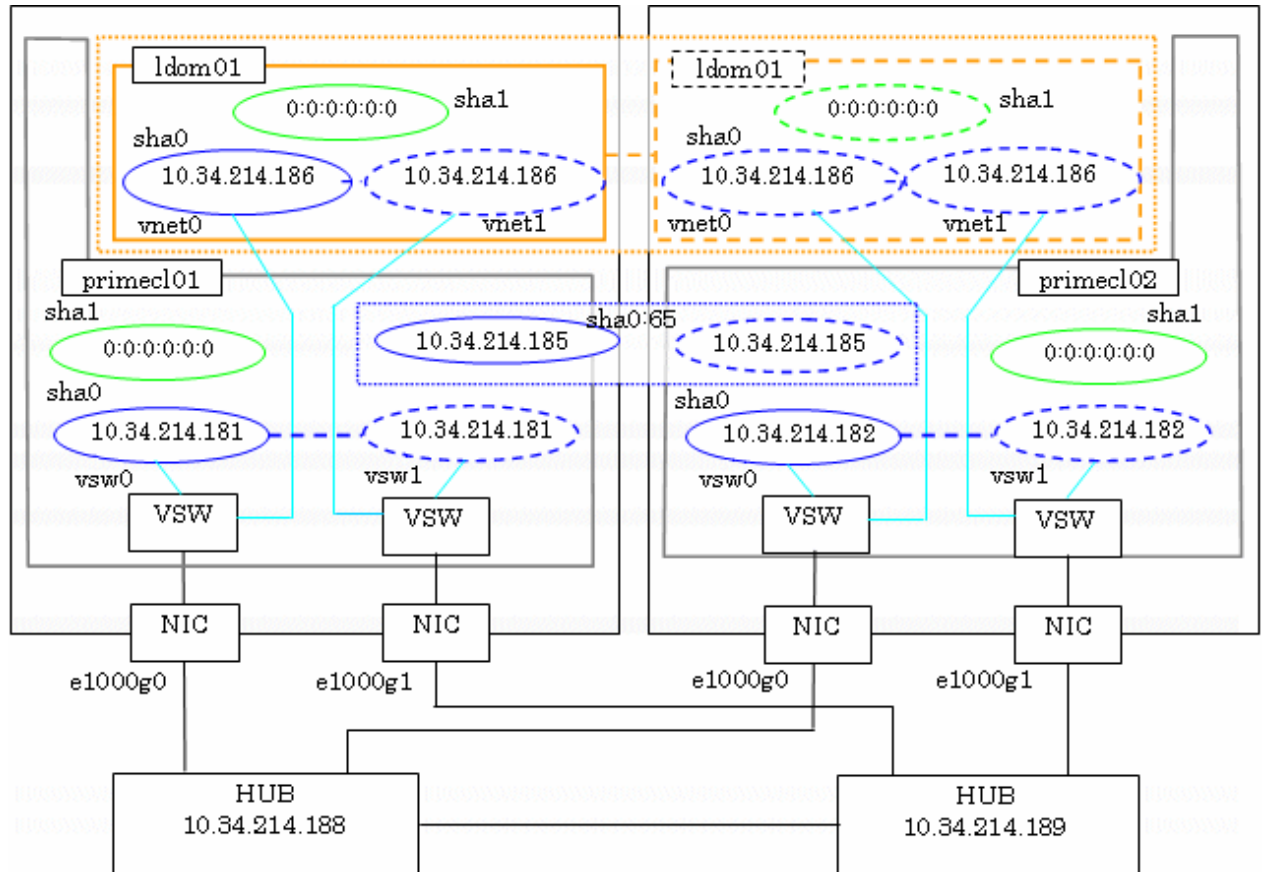 ldom01
ldom01
0:0:0:0:0:0
sha1
0:0:0:0:0:0
sha1
sha0
sha0
10.34.214.186
10.34.214.186
10.34.214.186
10.34.214.186
vnet0
vnet1
vnet0
vnet1
primecl01
primecl02
sha1
sha0:65
sha1
0:0:0:0:0:0
10.34.214.185
10.34.214.185
0:0:0:0:0:0
sha0
sha0
10.34.214.181
10.34.214.181
10.34.214.182
10.34.214.182
vsw0
vsw1
vsw0
vsw1
VSW
VSW
VSW
VSW
NIC
NIC
NIC
NIC
e1000g0
e1000g1
e1000g0
e1000g1
HUB
10.34.214.188
HUB
10.34.214.189